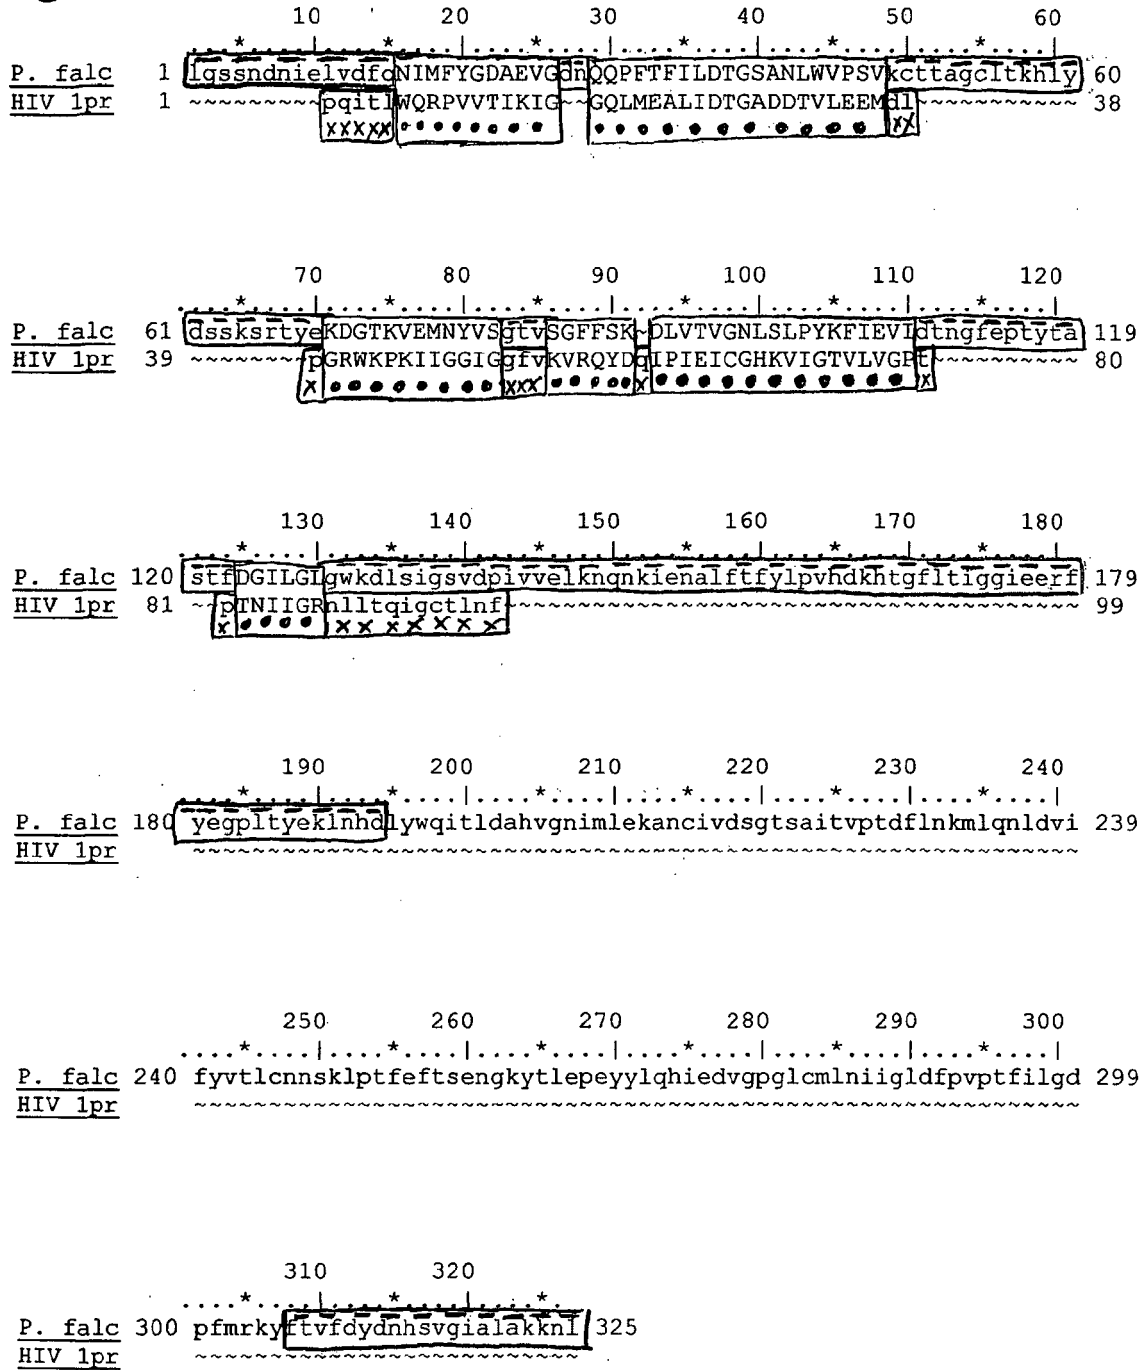 10 20 30 40 50 60
P. falc 1 lqssndnielvdfqNIMFYGDAEVGdnQQPFTFILDTGSANLWVPSVkcttagcltkhly 60
HIV 1pr 1 ~~~~~~~~~pqitlWQRPVVTIKIG~~GQLMEALIDTGADDTVLEEMdl~~~~~~~~~~~ 38
70 80 90 100 110 120
P. falc 61 dssksrtyeKDGTKVEMNYVSgtvSGFFSK~DLVTVGNLSLPYKFIEVIdtngfeptyta 119
HIV 1pr 39 ~~~~~~~~pGRWKPKIIGGIGgfvKVRQYDqIPIEICGHKVIGTVLVGPt~~~~~~~~~~ 80
130 140 150 160 170 180
P. falc 120 stfDGILGLgwkdlsigsvdpivvelknqnkienalftfylpvhdkhtgfltiggieerf 179
HIV 1pr 81 ~~pTNIIGRnlltqigctlnf~~~~~~~~~~~~~~~~~~~~~~~~~~~~~~~~~~~~~~~ 99
190 200 210 220 230 240
P. falc 180 yegpltyeklnhdlywqitldahvgnimlekancivdsgtsaitvptdflnkmlqnldvi 239
HIV 1pr ~~~~~~~~~~~~~~~~~~~~~~~~~~~~~~~~~~~~~~~~~~~~~~~~~~~~~~~~~~~~
250 260 270 280 290 300
P. falc 240 fyvtlcnnsklptfeftsengkytlepeyylqhiedvgpglcmlniigldfpvptfilgd 299
HIV 1pr ~~~~~~~~~~~~~~~~~~~~~~~~~~~~~~~~~~~~~~~~~~~~~~~~~~~~~~~~~~~~
310 320
P. falc 300 pfmrkyftvfdydnhsvgialakknl 325
HIV 1pr ~~~~~~~~~~~~~~~~~~~~~~~~~~